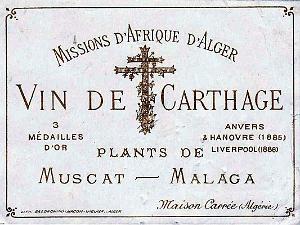 MISSIONS D'AFRIQUE D'ALGER
VIN DE CARTHAGE
3
MÉDAILLES
D'OR
ANVERS
& HANOVRE (1885)
LIVERPOOL (1886)
PLANTS DE
MUSCAT — MALAGA
Maison Carrée (Algérie)